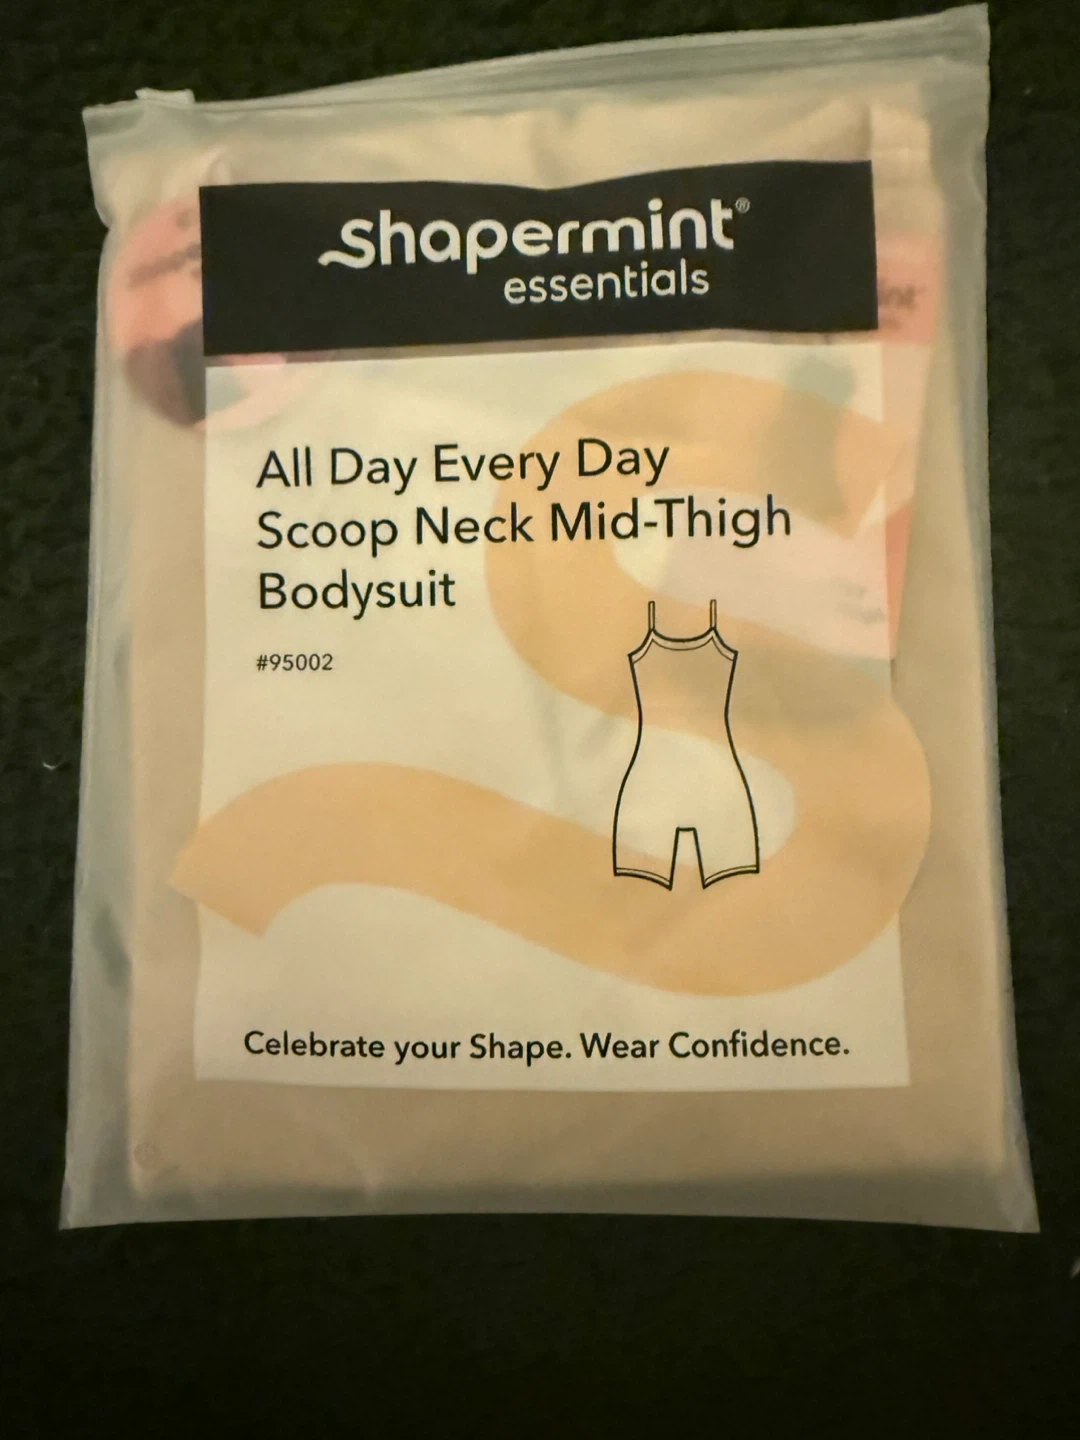 Shapermint®
essentials
All Day Every Day
Scoop Neck Mid-Thigh
Bodysuit
#95002
Celebrate your Shape. Wear Confidence.